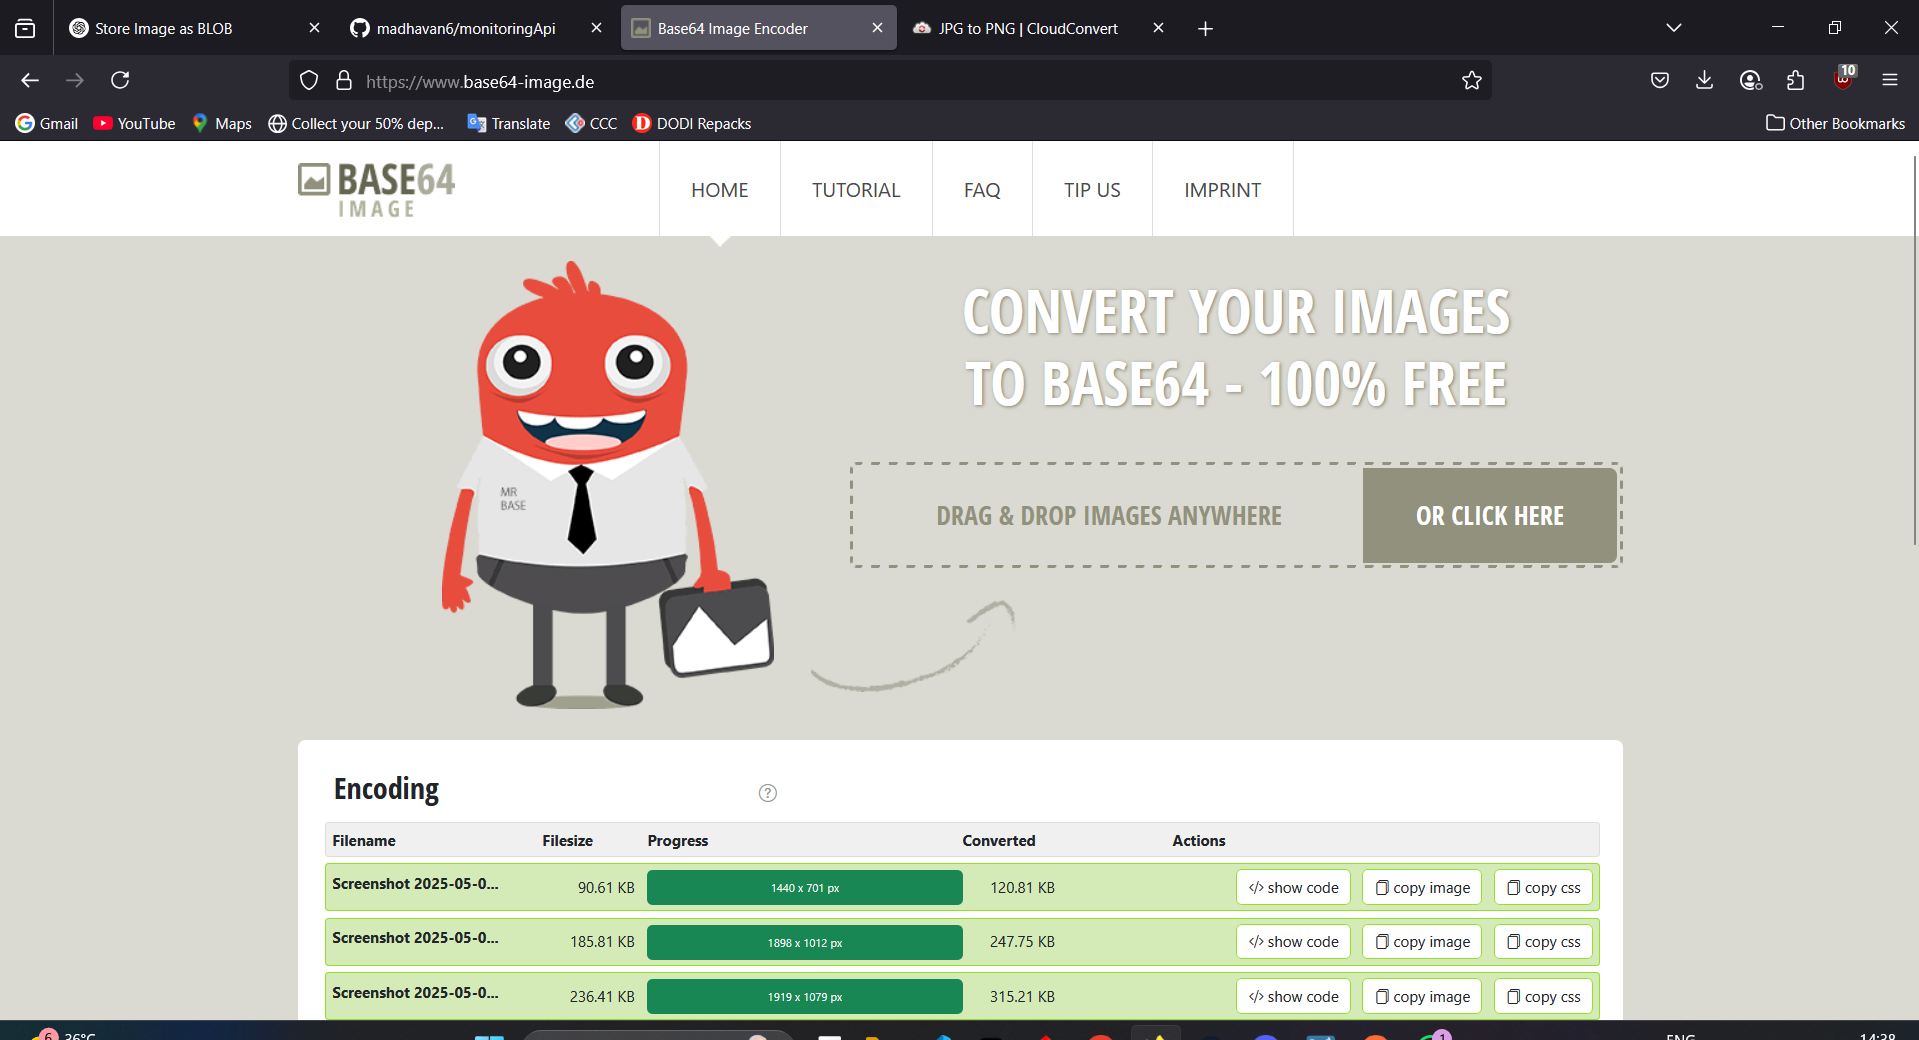 Store Image as BLOB
madhavan6/monitoringApi
Base64 Image Encoder
JPG to PNG | CloudConvert
https://www.base64-image.de
10
Gmail
YouTube
Maps
Collect your 50% dep...
Translate
CCC
DODI Repacks
Other Bookmarks
BASE64
IMAGE
HOME
TUTORIAL
FAQ
TIP US
IMPRINT
CONVERT YOUR IMAGES
TO BASE64 - 100% FREE
MR
BASE
DRAG & DROP IMAGES ANYWHERE
OR CLICK HERE
Encoding
?
Filename Filesize Progress Converted Actions
Screenshot 2025-05-0... 90.61 KB 1440 x 701 px 120.81 KB </> show code copy image copy css
Screenshot 2025-05-0... 185.81 KB 1898 x 1012 px 247.75 KB </> show code copy image copy css
Screenshot 2025-05-0... 236.41 KB 1919 x 1079 px 315.21 KB </> show code copy image copy css
6 36°C
1
ENG
14:38